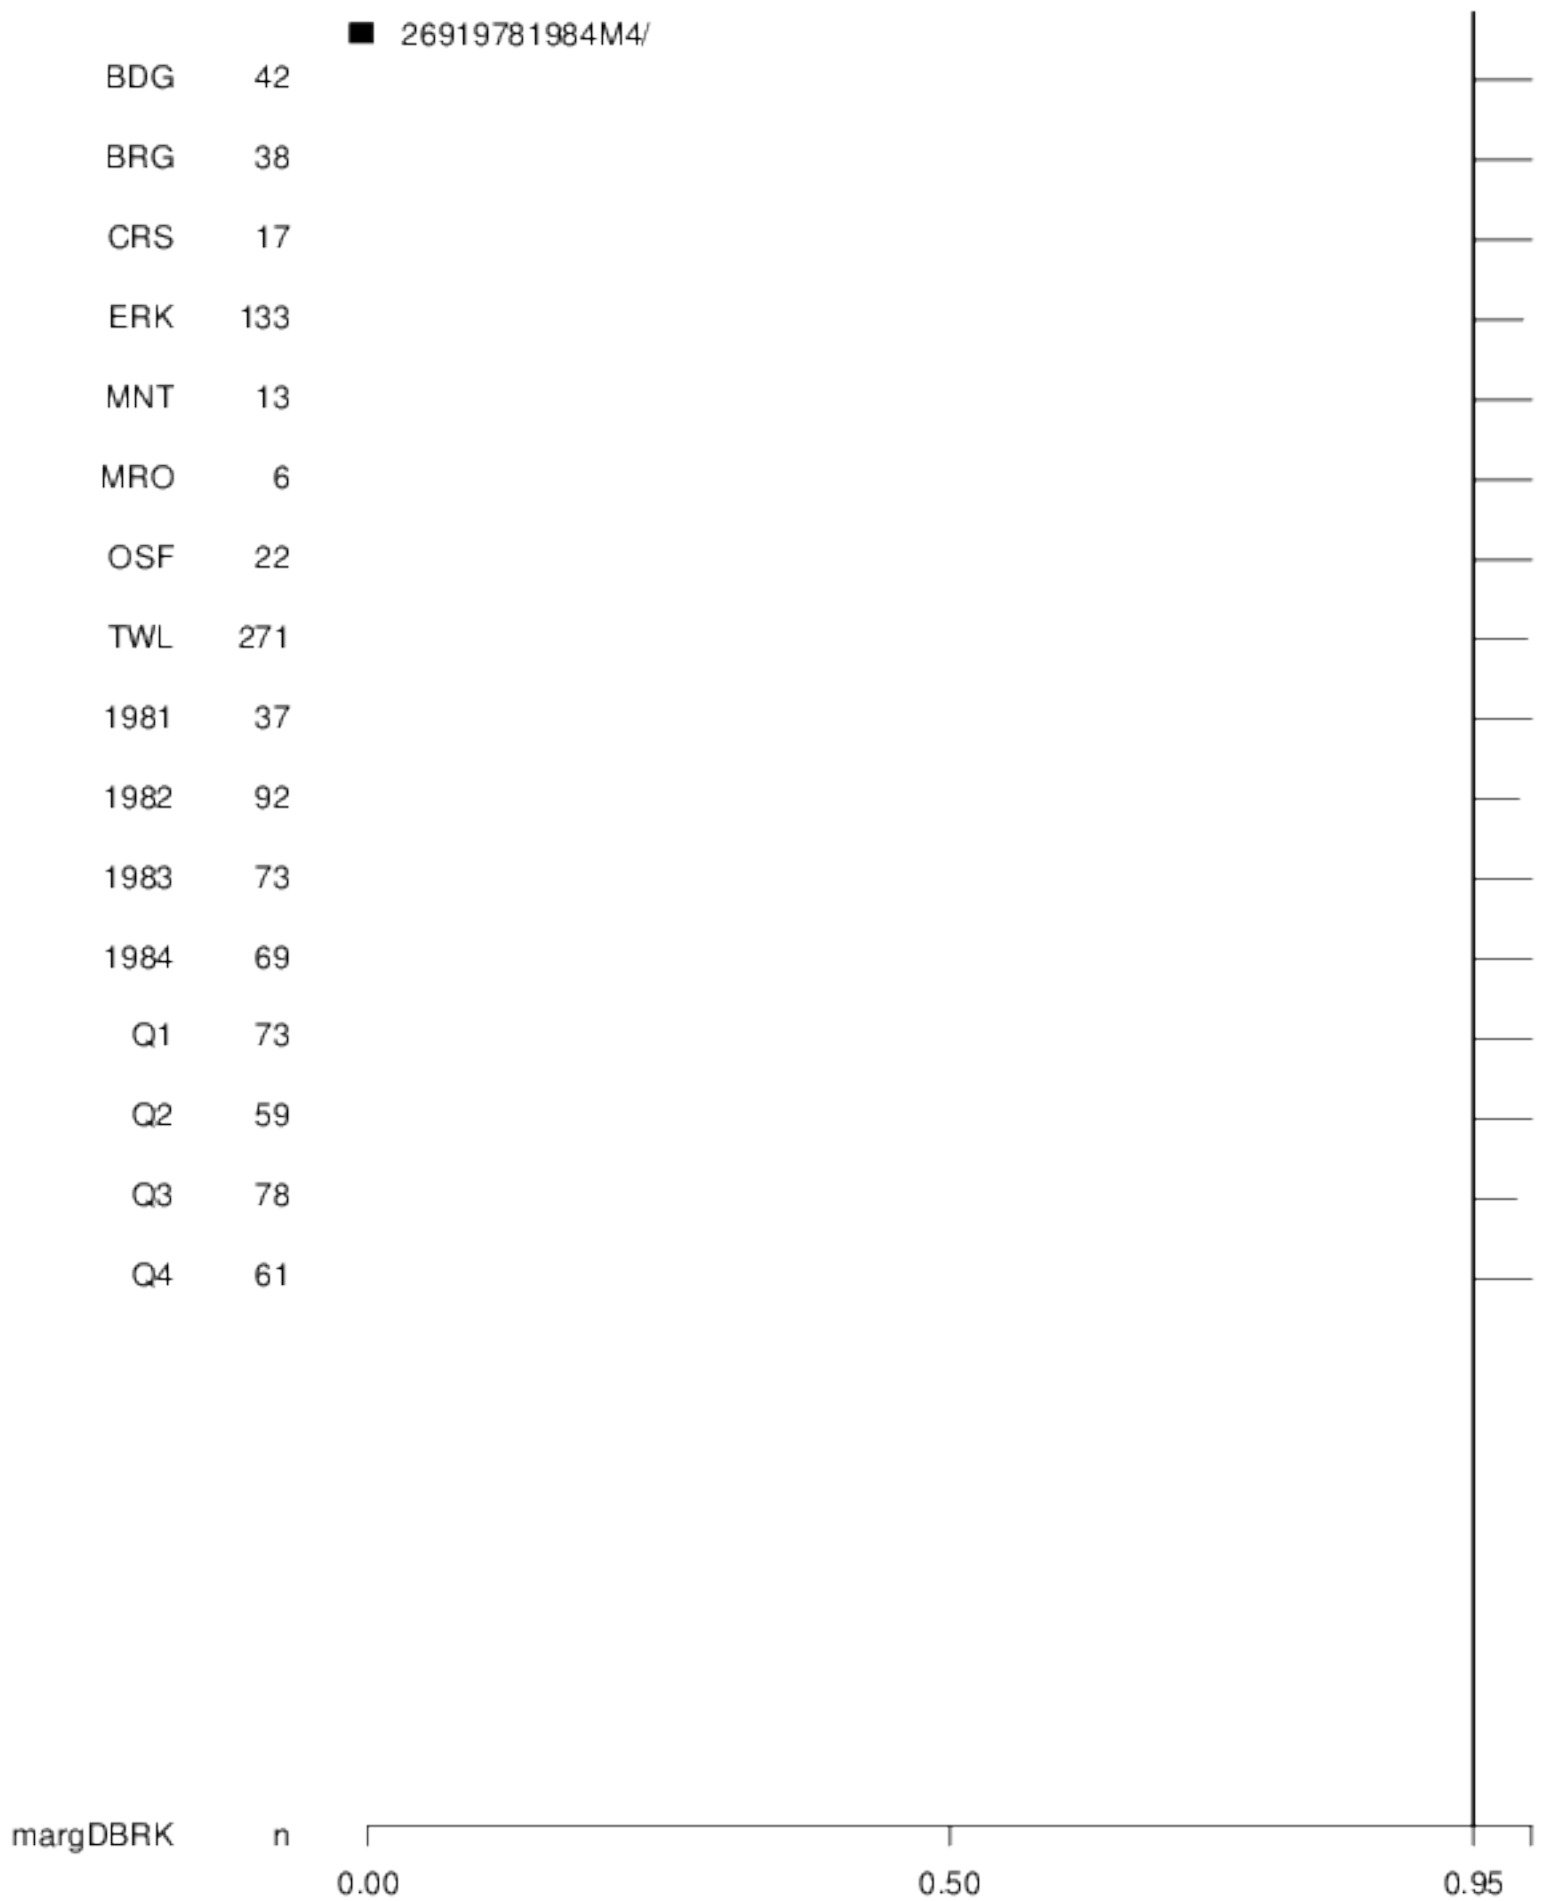 26919781984M4/
BDG 42
BRG 38
CRS 17
ERK 133
MNT 13
MRO 6
OSF 22
TWL 271
1981 37
1982 92
1983 73
1984 69
Q1 73
Q2 59
Q3 78
Q4 61
margDBRK n
0.00 0.50 0.95